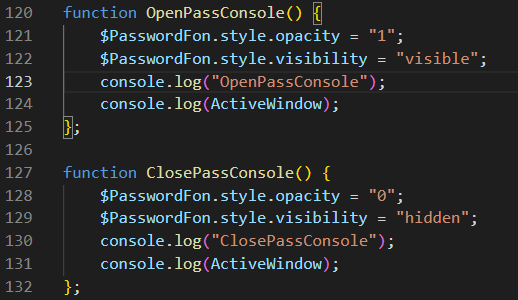 120 function OpenPassConsole() {
121     $PasswordFon.style.opacity = "1";
122     $PasswordFon.style.visibility = "visible";
123     console.log("OpenPassConsole");
124     console.log(ActiveWindow);
125 };
126
127 function ClosePassConsole() {
128     $PasswordFon.style.opacity = "0";
129     $PasswordFon.style.visibility = "hidden";
130     console.log("ClosePassConsole");
131     console.log(ActiveWindow);
132 };